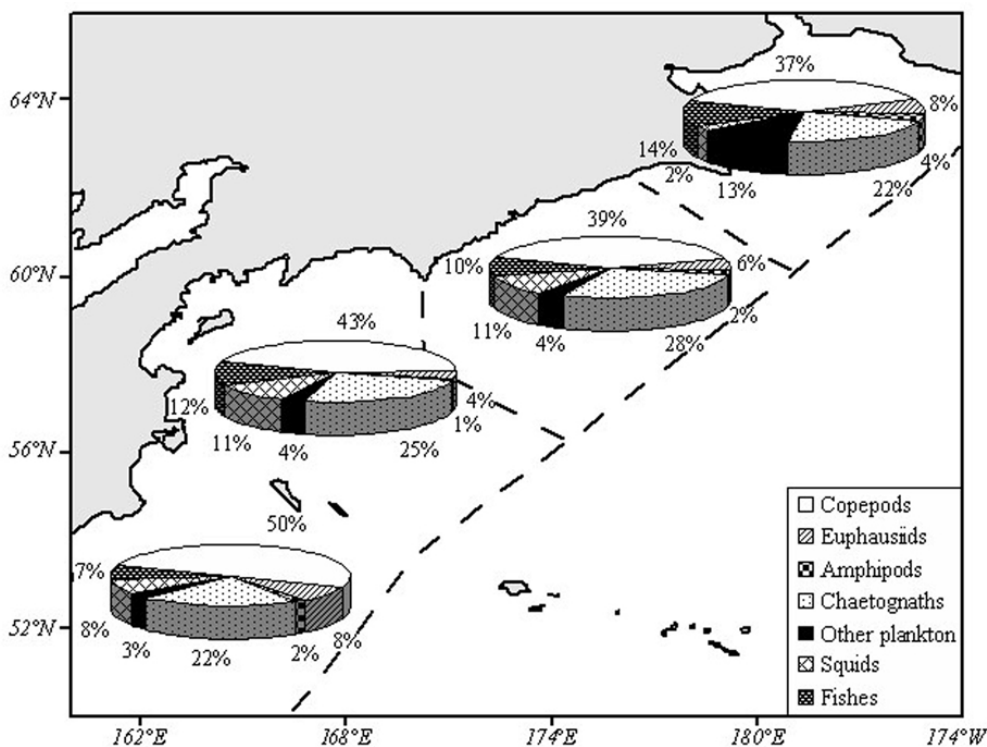 37%
64°N
8%
14%
4%
2%
13%
22%
39%
60°N
10%
6%
2%
11%
4%
28%
43%
12%
4%
1%
11%
4%
25%
56°N
50%
Copepods
Euphausiids
Amphipods
Chaetognaths
Other plankton
Squids
Fishes
7%
52°N
8%
8%
3%
22%
2%
162°E
168°E
174°E
180°E
174°W